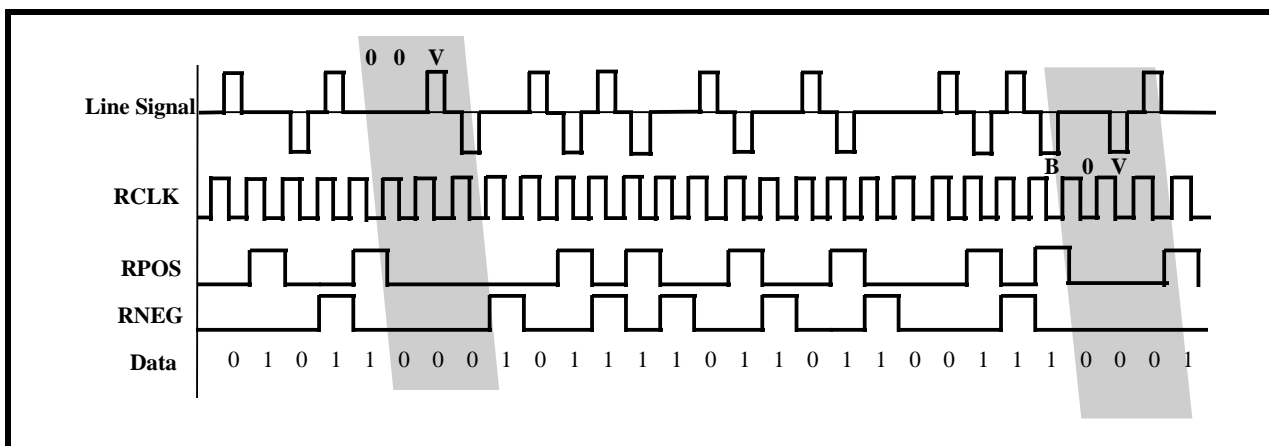 0 0 V
Line Signal
B 0 V
RCLK
RPOS
RNEG
Data 0 1 0 1 1 0 0 0 1 0 1 1 1 1 0 1 1 0 1 1 0 0 1 1 1 0 0 0 1